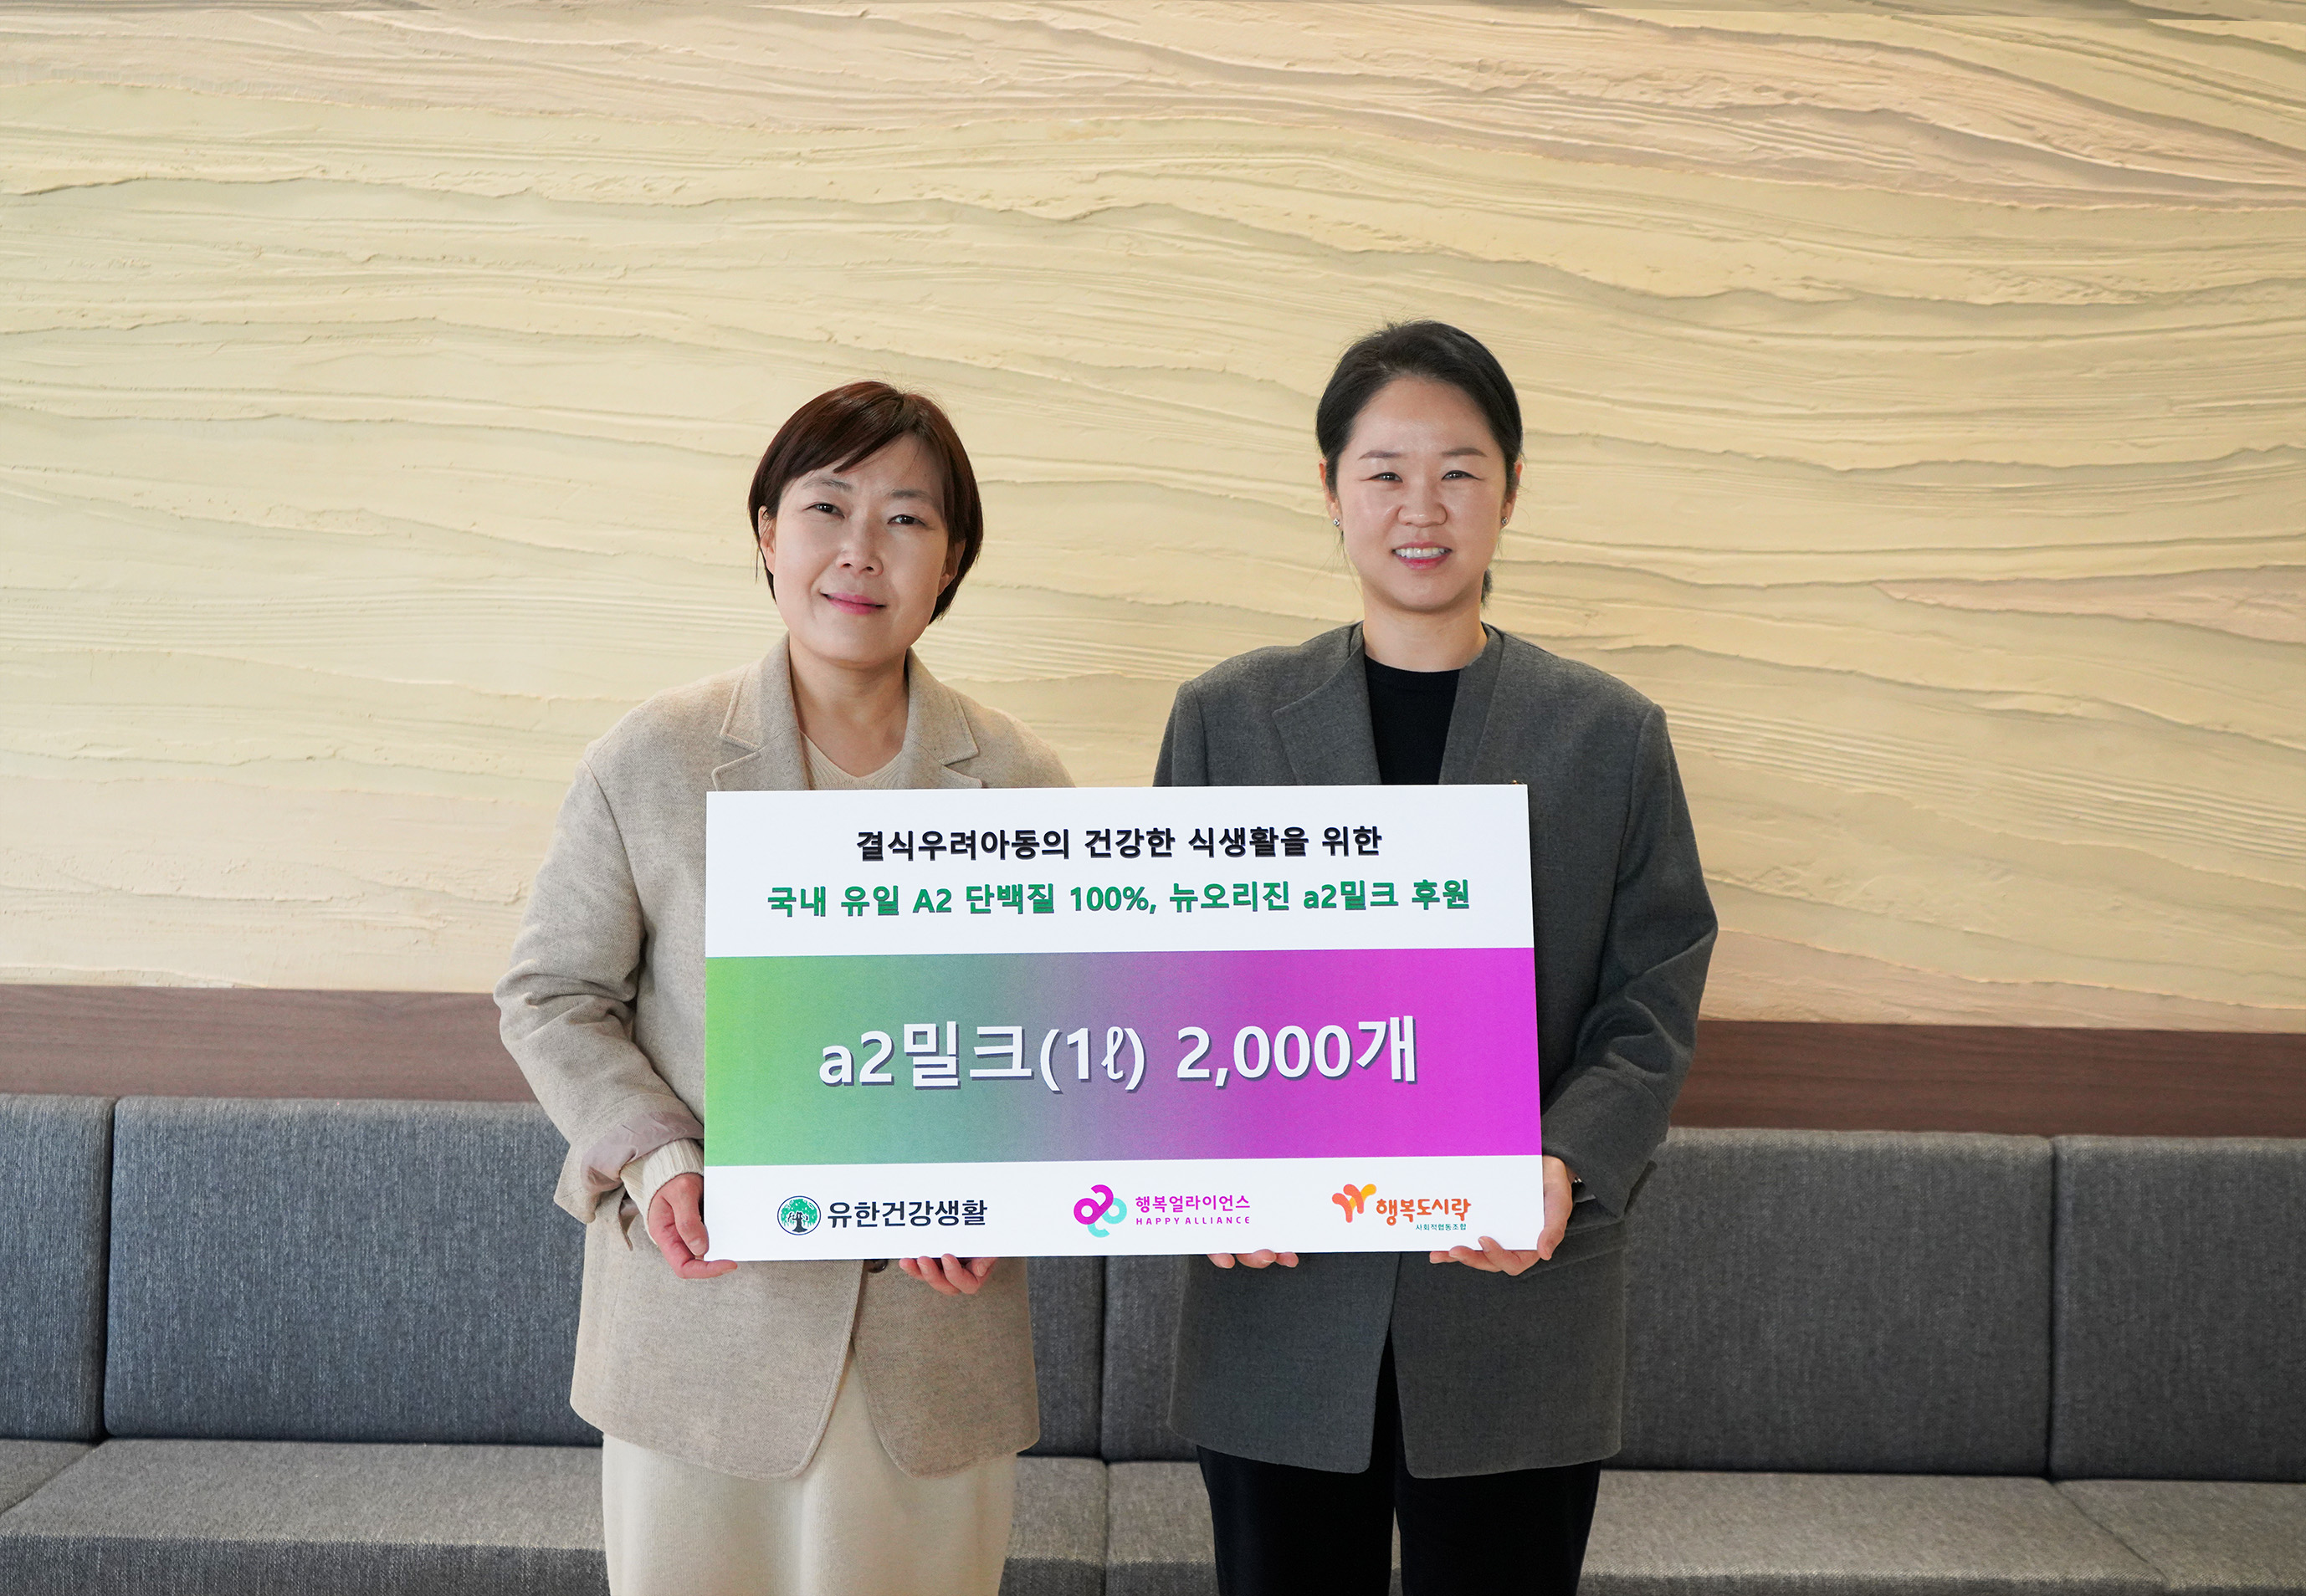 결식우려아동의 건강한 식생활을 위한
국내 유일 A2 단백질 100%, 뉴오리진 a2밀크 후원
a2밀크(1ℓ) 2,000개
유한건강생활
행복얼라이언스
HAPPY ALLIANCE
행복도시락
사회적협동조합